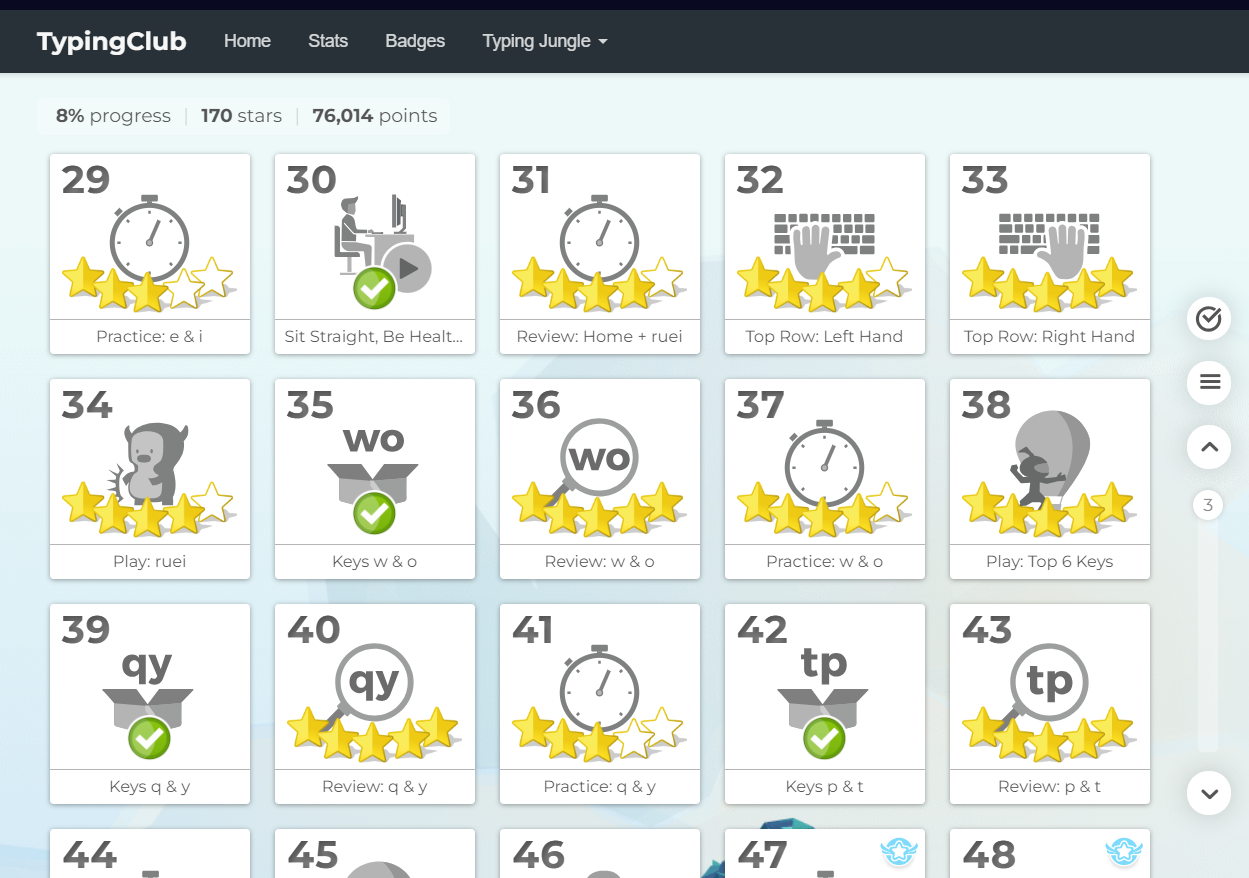 TypingClub Home Stats Badges Typing Jungle
8% progress 170 stars 76,014 points
29 30 31 32 33
Practice: e & i Sit Straight, Be Healt... Review: Home + ruei Top Row: Left Hand Top Row: Right Hand
34 35 36 37 38
wo wo
3
Play: ruei Keys w & o Review: w & o Practice: w & o Play: Top 6 Keys
39 40 41 42 43
qy qy tp tp
Keys q & y Review: q & y Practice: q & y Keys p & t Review: p & t
44 45 46 47 48